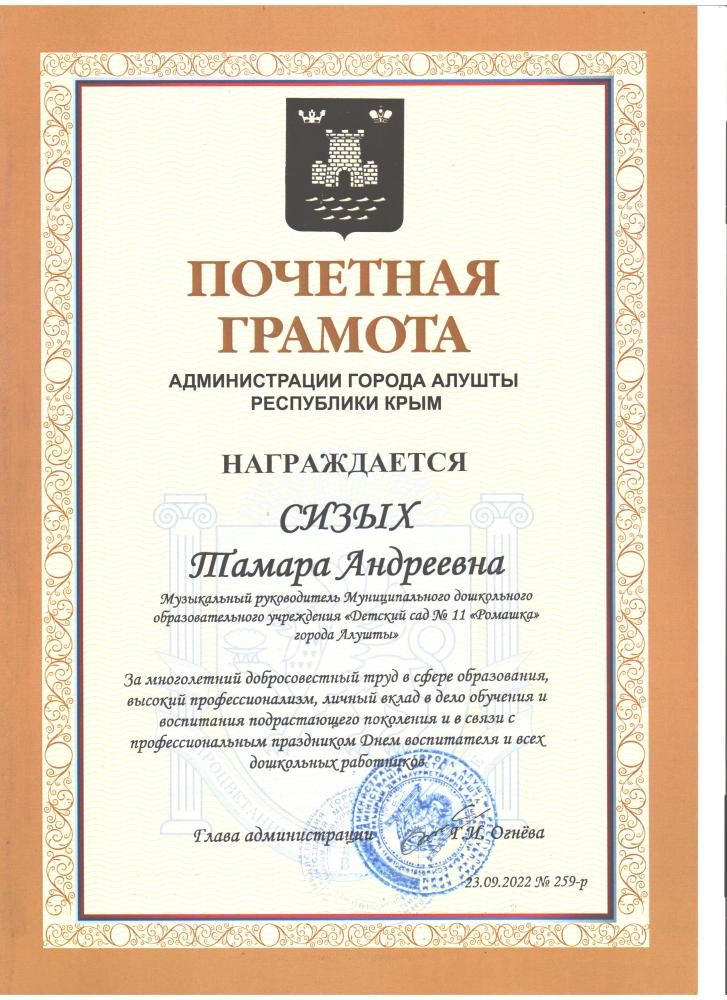 ПОЧЕТНАЯ
ГРАМОТА
АДМИНИСТРАЦИИ ГОРОДА АЛУШТЫ
РЕСПУБЛИКИ КРЫМ
НАГРАЖДАЕТСЯ
СИЗЫХ
Тамара Андреевна
Музыкальный руководитель Муниципального дошкольного
образовательного учреждения «Детский сад № 11 «Ромашка»
города Алушты»
За многолетний добросовестный труд в сфере образования,
высокий профессионализм, личный вклад в дело обучения и
воспитания подрастающего поколения и в связи с
профессиональным праздником Днем воспитателя и всех
дошкольных работников
Глава администрации Г.И. Огнёва
23.09.2022 № 259-р